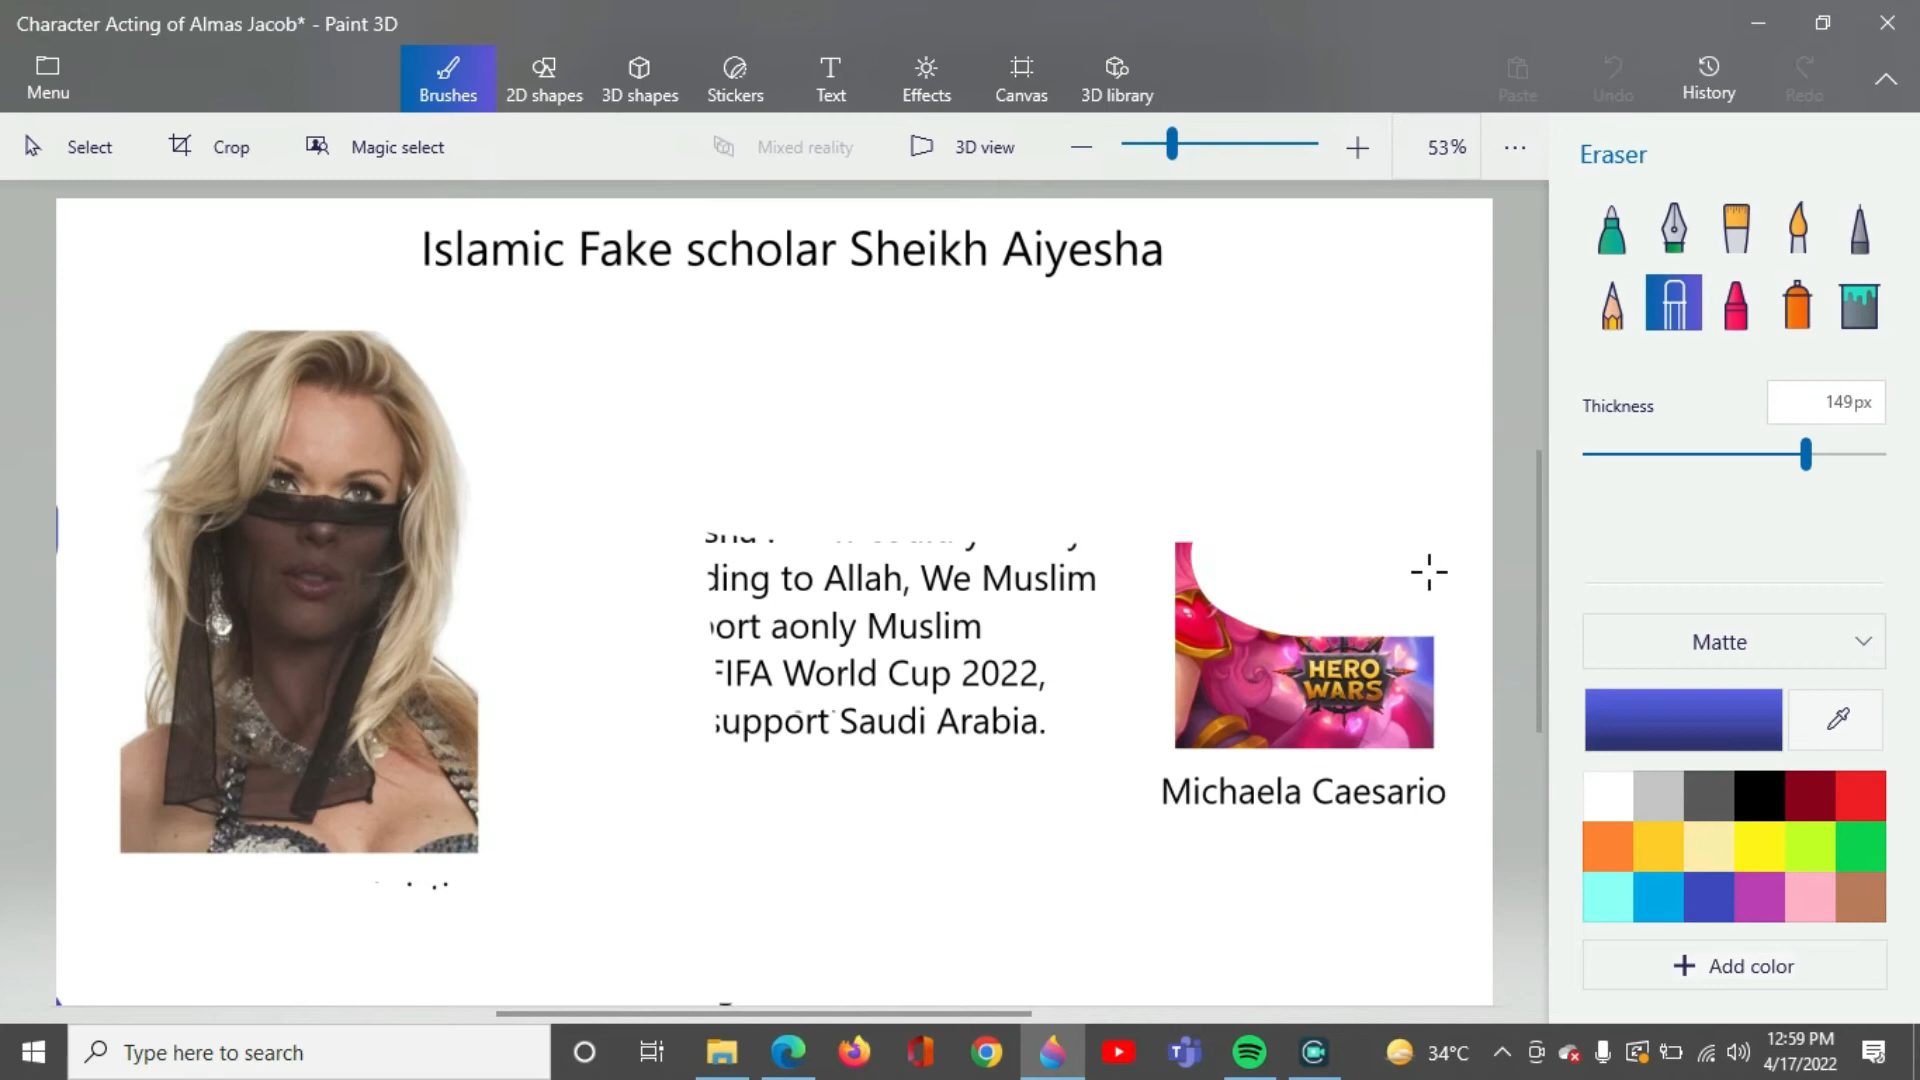 Character Acting of Almas Jacob* - Paint 3D
Menu
Brushes
2D shapes
3D shapes
Stickers
Text
Effects
Canvas
3D library
Paste
Undo
History
Redo
Select
Crop
Magic select
Mixed reality
3D view
53%
Eraser
Thickness
149px
Matte
Add color
Islamic Fake scholar Sheikh Aiyesha
ding to Allah, We Muslim
ort aonly Muslim
FIFA World Cup 2022,
support Saudi Arabia.
HERO
WARS
Michaela Caesario
Type here to search
34°C
12:59 PM
4/17/2022